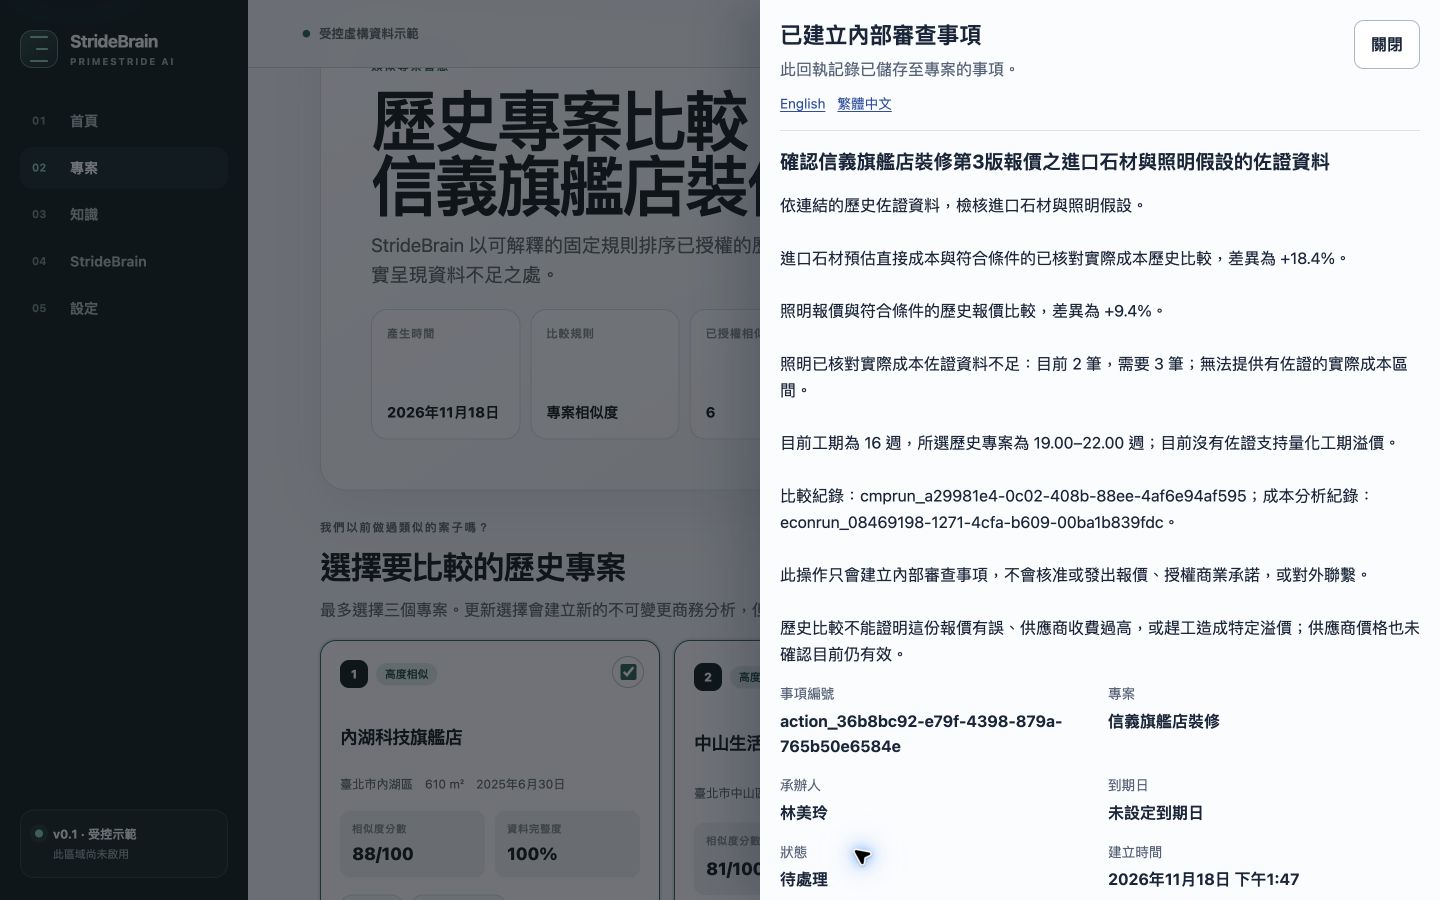 StrideBrain
PRIMESTRIDE AI
01 首頁
02 專案
03 知識
04 StrideBrain
05 設定
v0.1 · 受控示範
此區域尚未啟用
受控虛構資料示範
歷史專案比較
信義旗艦店裝
StrideBrain 以可解釋的固定規則排序已授權的
實呈現資料不足之處。
產生時間
2026年11月18日
比較規則
專案相似度
已授權相
6
我們以前做過類似的案子嗎？
選擇要比較的歷史專案
最多選擇三個專案。更新選擇會建立新的不可變更商務分析，
1 高度相似
內湖科技旗艦店
臺北市內湖區 610 m² 2025年6月30日
相似度分數
88/100
資料完整度
100%
2 高度
中山生活
臺北市中山
相似度分數
81/100
已建立內部審查事項
此回執記錄已儲存至專案的事項。
English 繁體中文
關閉
確認信義旗艦店裝修第3版報價之進口石材與照明假設的佐證資料
依連結的歷史佐證資料，檢核進口石材與照明假設。
進口石材預估直接成本與符合條件的已核對實際成本歷史比較，差異為 +18.4%。
照明報價與符合條件的歷史報價比較，差異為 +9.4%。
照明已核對實際成本佐證資料不足：目前 2 筆，需要 3 筆；無法提供有佐證的實際成本區
間。
目前工期為 16 週，所選歷史專案為 19.00–22.00 週；目前沒有佐證支持量化工期溢價。
比較紀錄：cmprun_a29981e4-0c02-408b-88ee-4af6e94af595；成本分析紀錄：
econrun_08469198-1271-4cfa-b609-00ba1b839fdc。
此操作只會建立內部審查事項，不會核准或發出報價、授權商業承諾，或對外聯繫。
歷史比較不能證明這份報價有誤、供應商收費過高，或趕工造成特定溢價；供應商價格也未
確認目前仍有效。
事項編號
action_36b8bc92-e79f-4398-879a-
765b50e6584e
專案
信義旗艦店裝修
承辦人
林美玲
到期日
未設定到期日
狀態
待處理
建立時間
2026年11月18日 下午1:47